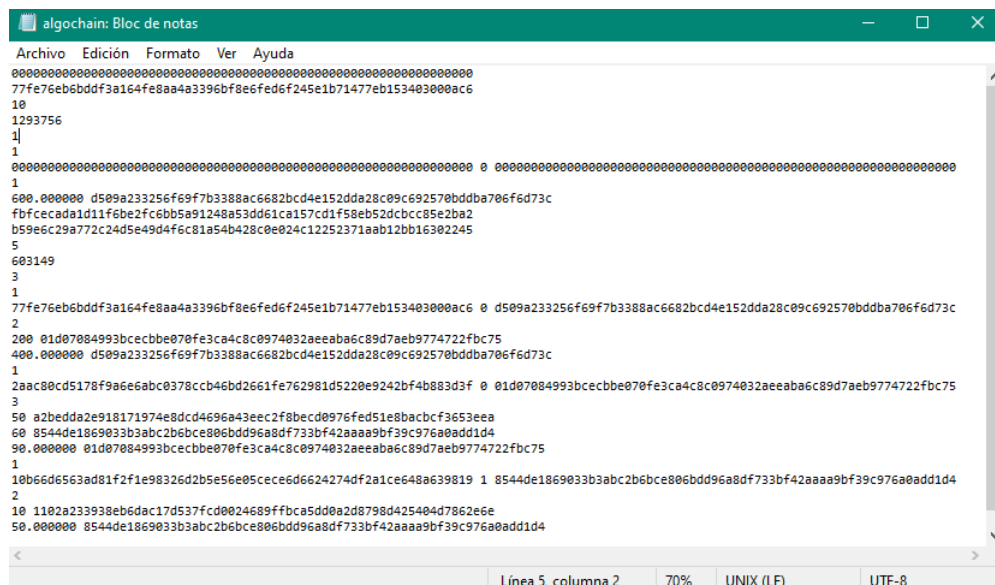 algochain: Bloc de notas
Archivo Edición Formato Ver Ayuda
0000000000000000000000000000000000000000000000000000000000000000
77fe76eb6bddf3a164fe8aa4a3396bf8e6fed6f245e1b71477eb153403000ac6
10
1293756
1
1
0000000000000000000000000000000000000000000000000000000000000000 0 0000000000000000000000000000000000000000000000000000000000000000
1
600.000000 d509a233256f69f7b3388ac6682bcd4e152dda28c09c692570bddba706f6d73c
fbfcecada1d11f6be2fc6bb5a91248a53dd61ca157cd1f58eb52dcbcc85e2ba2
b59e6c29a772c24d5e49d4f6c81a54b428c0e024c12252371aab12bb16302245
5
603149
3
1
77fe76eb6bddf3a164fe8aa4a3396bf8e6fed6f245e1b71477eb153403000ac6 0 d509a233256f69f7b3388ac6682bcd4e152dda28c09c692570bddba706f6d73c
2
200 01d07084993bcecbbe070fe3ca4c8c0974032aeeaba6c89d7aeb9774722fbc75
400.000000 d509a233256f69f7b3388ac6682bcd4e152dda28c09c692570bddba706f6d73c
1
2aac80cd5178f9a6e6abc0378ccb46bd2661fe762981d5220e9242bf4b883d3f 0 01d07084993bcecbbe070fe3ca4c8c0974032aeeaba6c89d7aeb9774722fbc75
3
50 a2bedda2e918171974e8dcd4696a43eec2f8becd0976fed51e8bacbcf3653eea
60 8544de1869033b3abc2b6bce806bdd96a8df733bf42aaaa9bf39c976a0add1d4
90.000000 01d07084993bcecbbe070fe3ca4c8c0974032aeeaba6c89d7aeb9774722fbc75
1
10b66d6563ad81f2f1e98326d2b5e56e05cece6d6624274df2a1ce648a639819 1 8544de1869033b3abc2b6bce806bdd96a8df733bf42aaaa9bf39c976a0add1d4
2
10 1102a233938eb6dac17d537fcd0024689ffbca5dd0a2d8798d425404d7862e6e
50.000000 8544de1869033b3abc2b6bce806bdd96a8df733bf42aaaa9bf39c976a0add1d4
Línea 5, columna 2 70% UNIX (LF) UTF-8